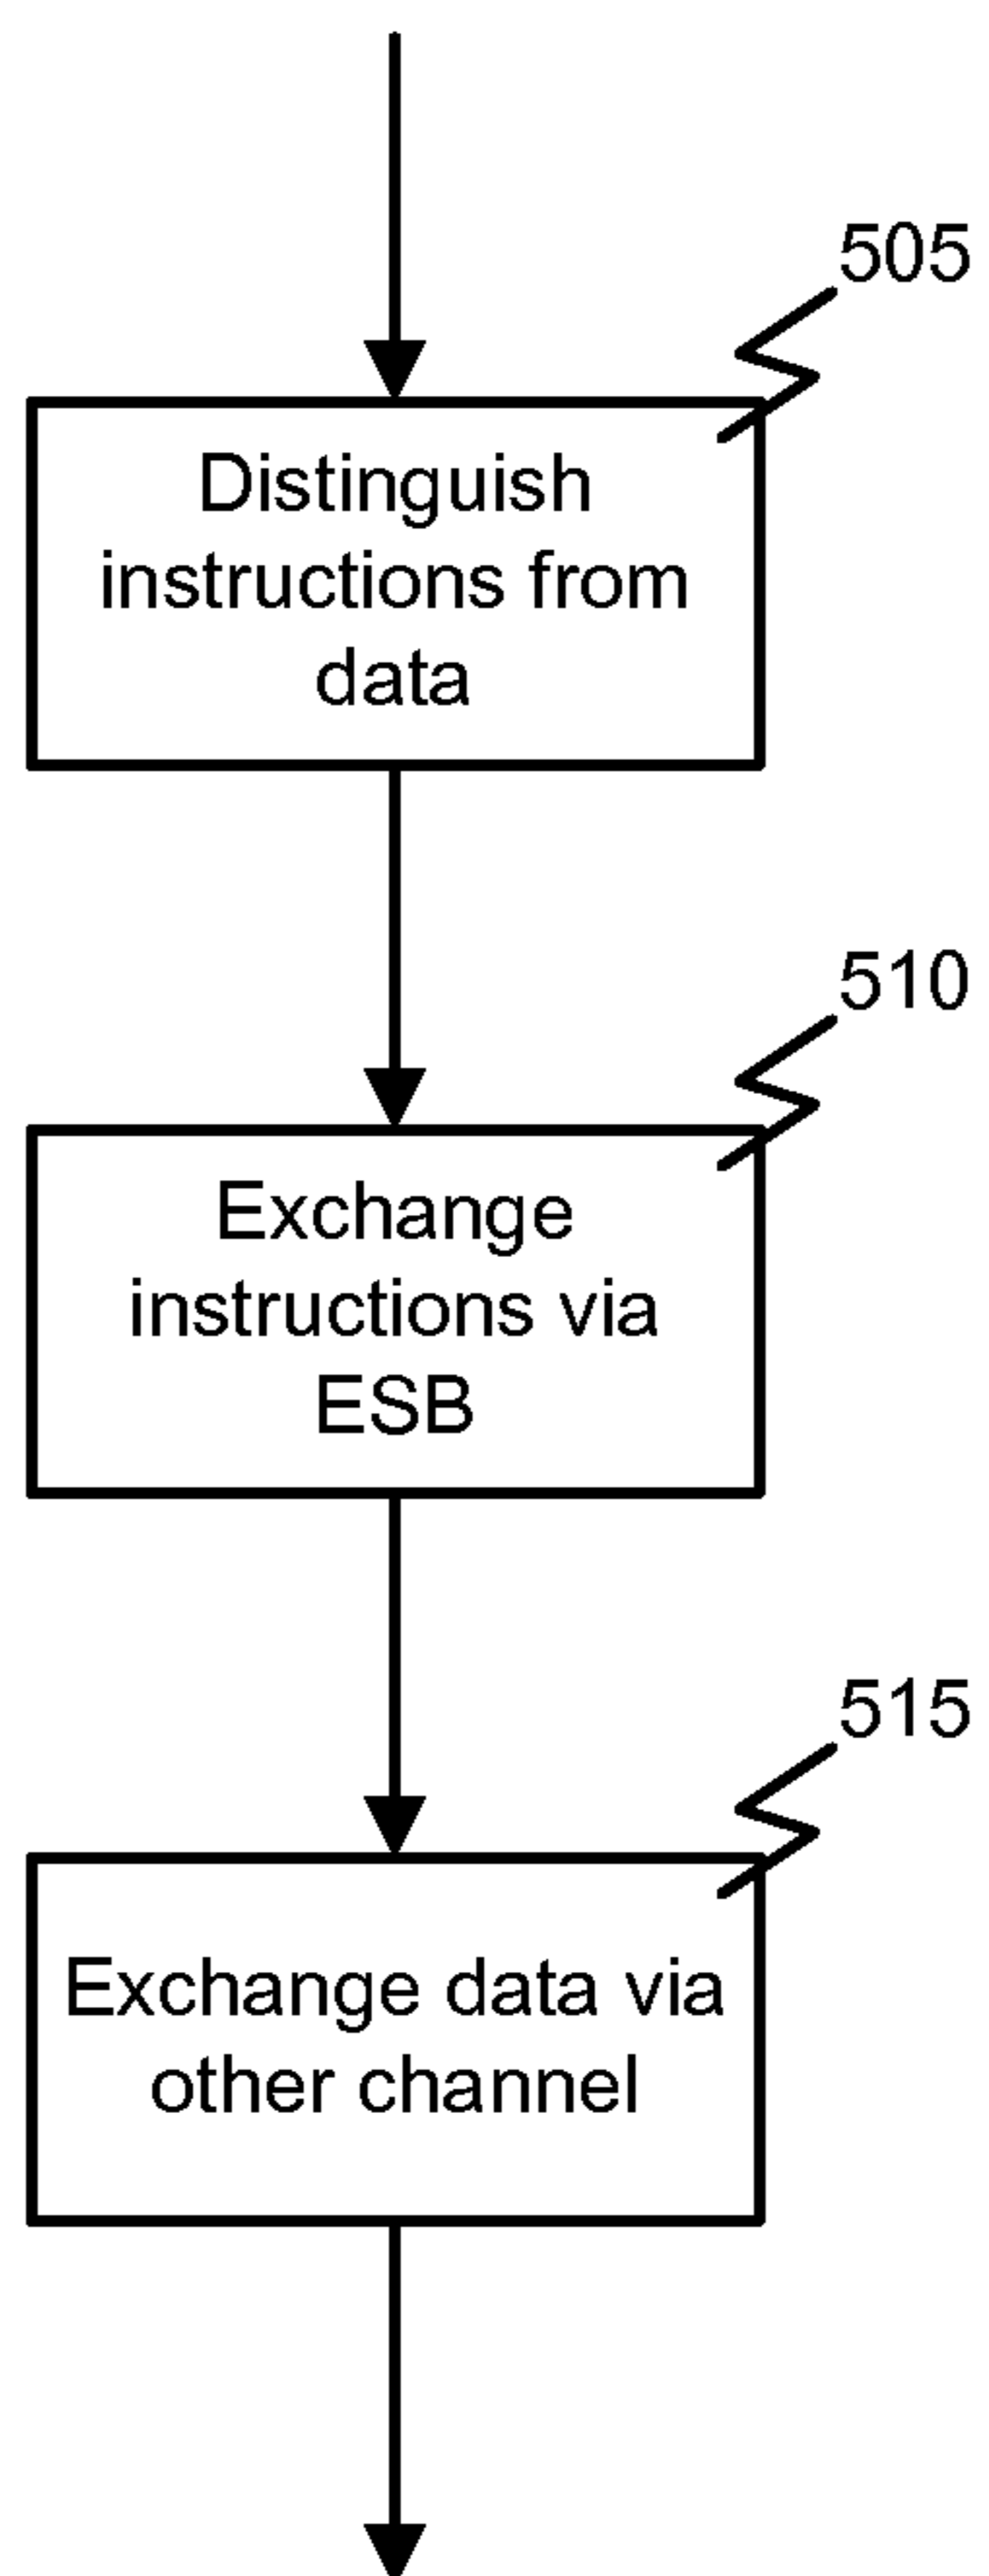 505
Distinguish
instructions from
data
510
Exchange
instructions via
ESB
515
Exchange data via
other channel